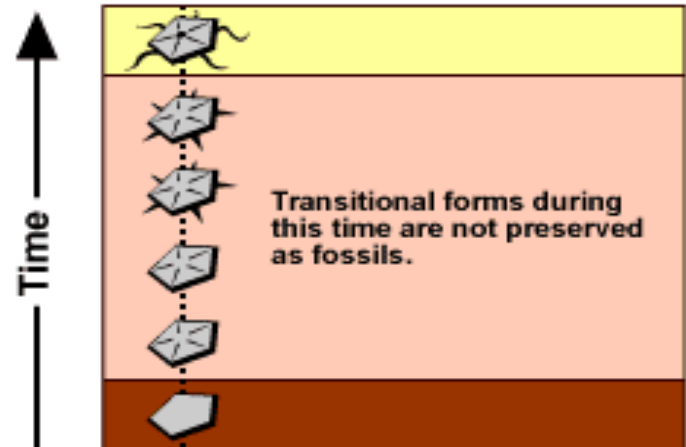 Time
Transitional forms during
this time are not preserved
as fossils.